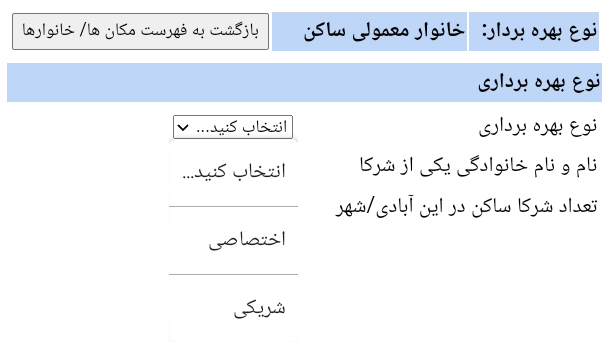 نوع بهره بردار: خانوار معمولی ساکن بازگشت به فهرست مکان ها/ خانوارها
نوع بهره برداری
نوع بهره برداری انتخاب کنید...
نام و نام خانوادگی یکی از شرکا
انتخاب کنید...
تعداد شرکا ساکن در این آبادی/شهر
اختصاصی
شریکی